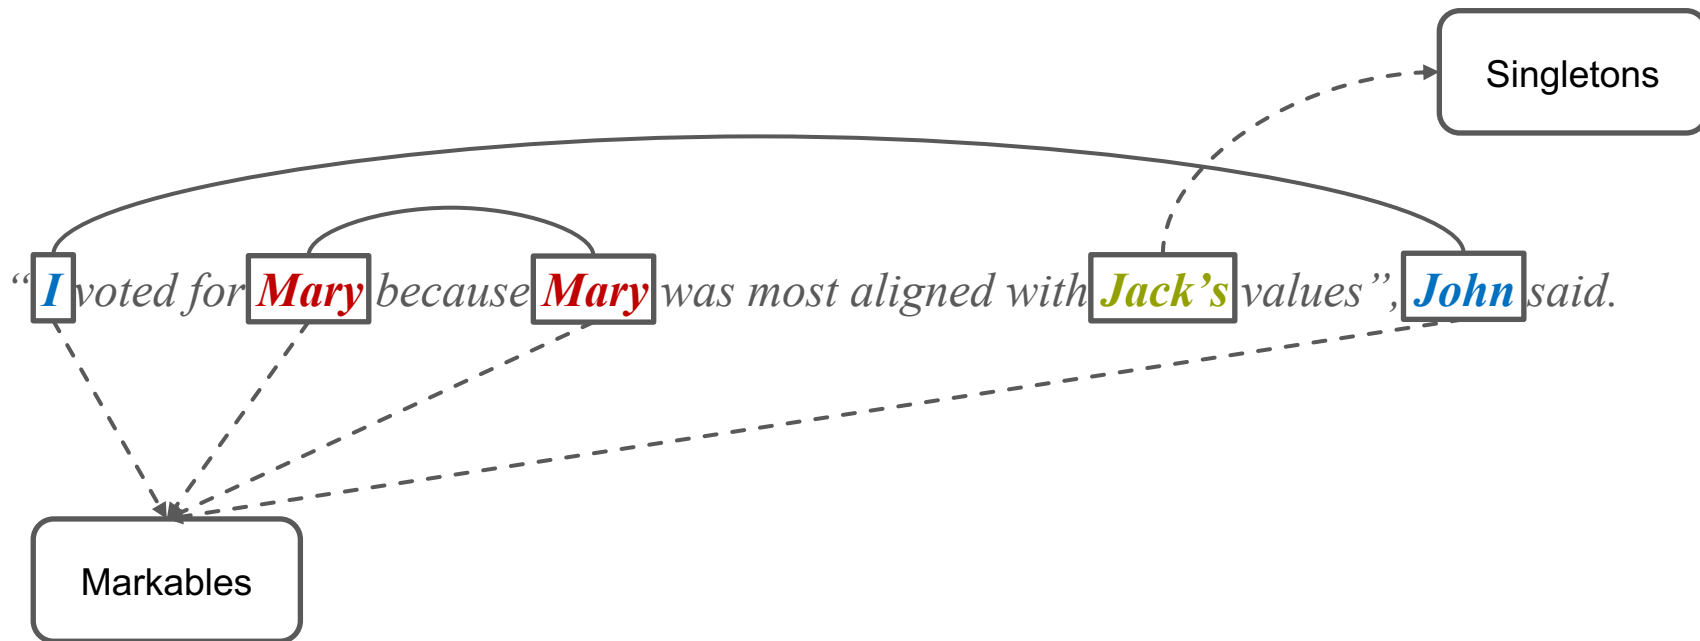 Singletons
“I voted for Mary because Mary was most aligned with Jack’s values”, John said.
Markables